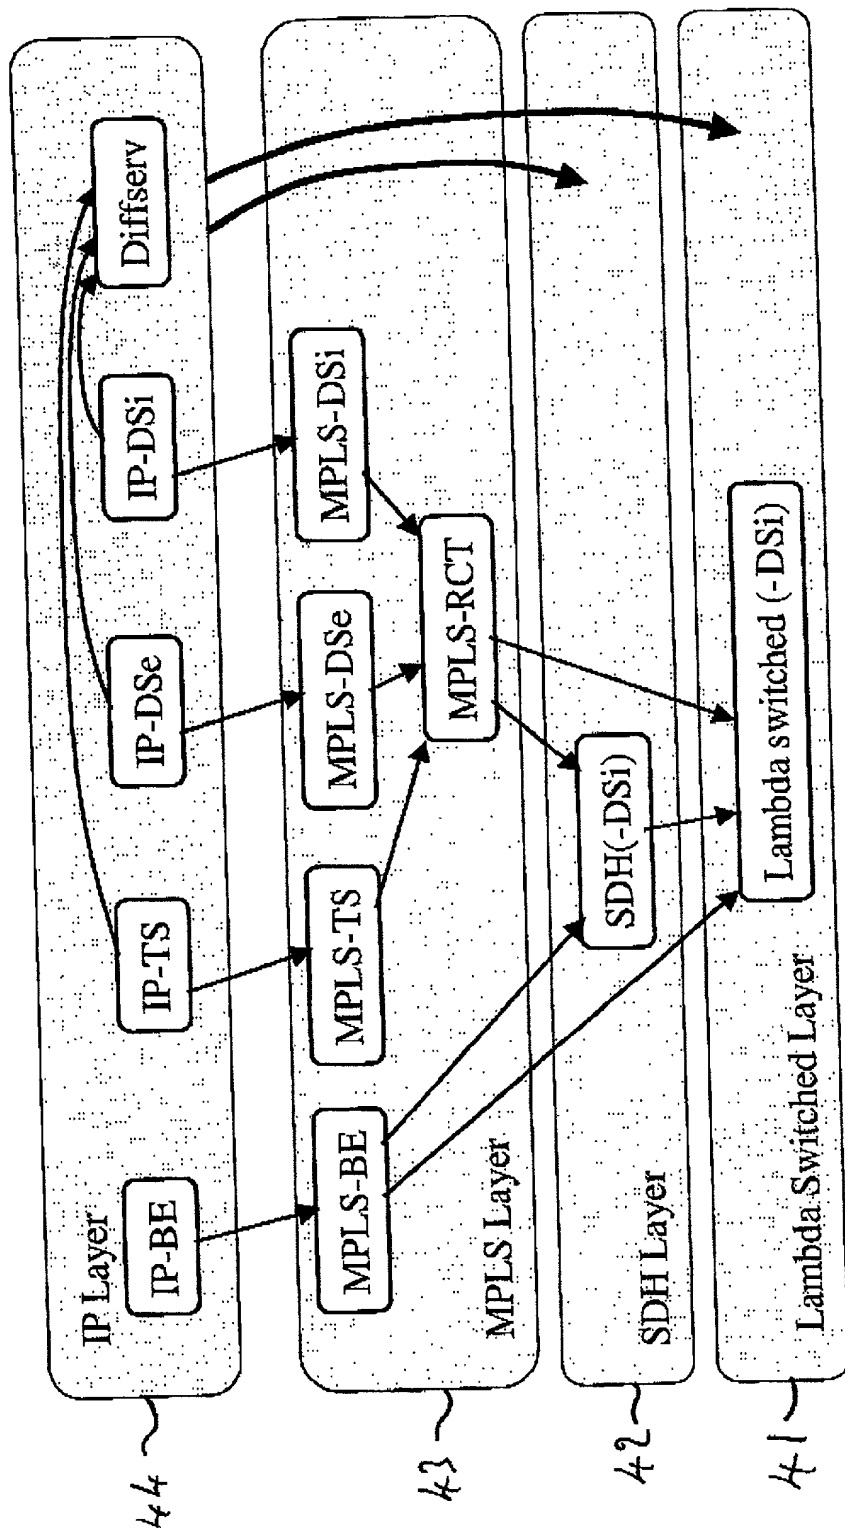 IP Layer
IP-BE
IP-TS
IP-DSe
IP-DSi
Diffserv
44
MPLS-BE
MPLS-TS
MPLS-DSe
MPLS-DSi
MPLS-RCT
MPLS Layer
43
SDH(-DSi)
SDH Layer
42
Lambda switched (-DSi)
Lambda Switched Layer
41